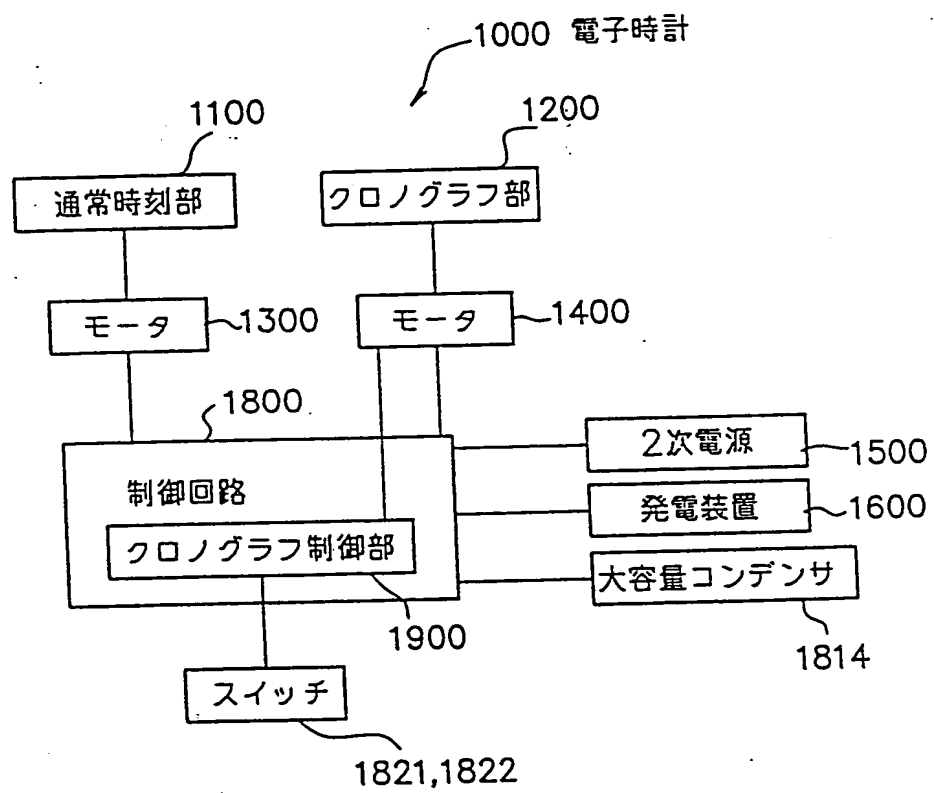 1000 電子時計
1100
1200
通常時刻部
クロノグラフ部
モータ
1300
モータ
1400
1800
2次電源
1500
制御回路
発電装置
1600
クロノグラフ制御部
大容量コンデンサ
1900
1814
スイッチ
1821,1822